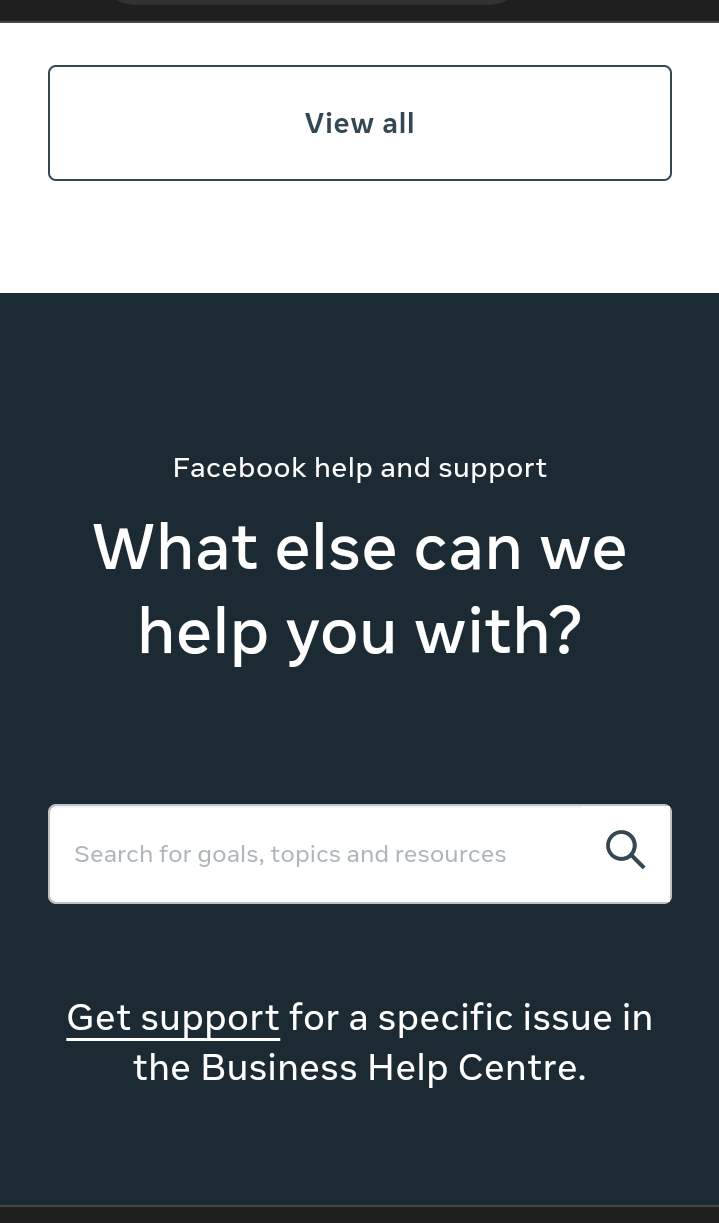 View all
Facebook help and support
What else can we
help you with?
Search for goals, topics and resources
Get support for a specific issue in
the Business Help Centre.